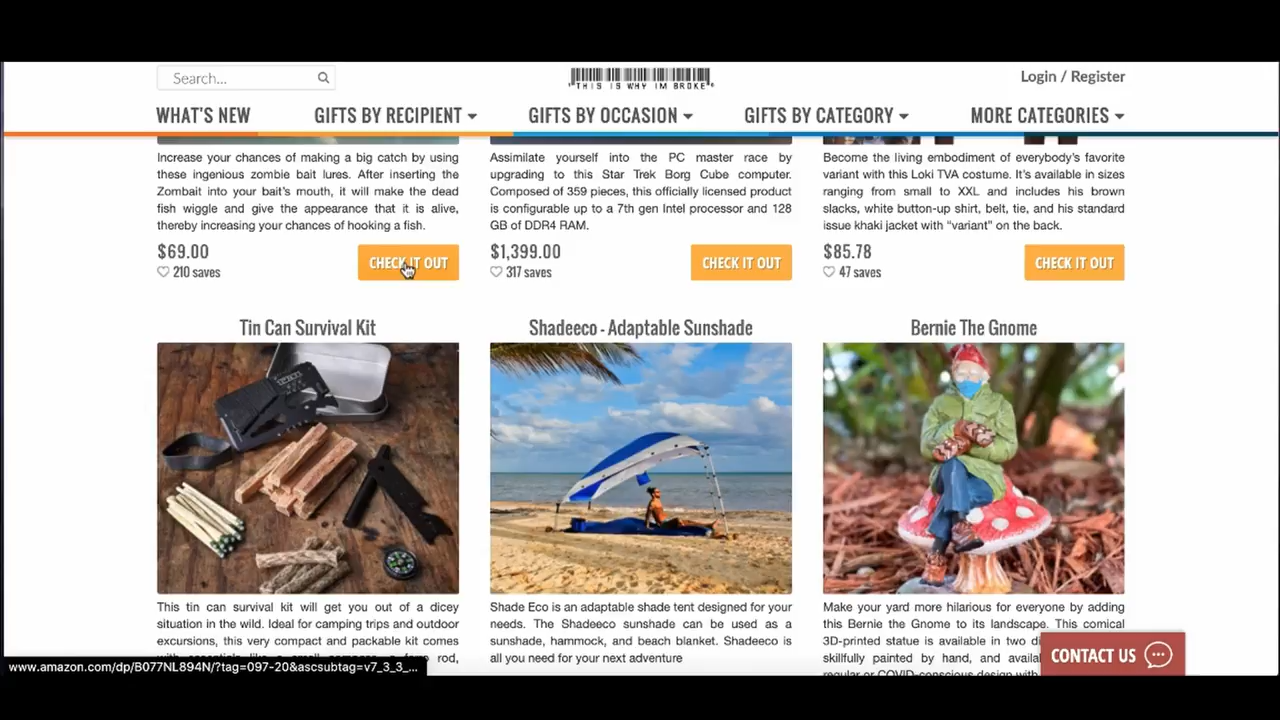 Search...
THIS IS WHY IM BROKE
Login / Register
WHAT'S NEW
GIFTS BY RECIPIENT
GIFTS BY OCCASION
GIFTS BY CATEGORY
MORE CATEGORIES
Increase your chances of making a big catch by using
these ingenious zombie bait lures. After inserting the
Zombait into your bait's mouth, it will make the dead
fish wiggle and give the appearance that it is alive,
thereby increasing your chances of hooking a fish.
$69.00
210 saves
CHECK IT OUT
Assimilate yourself into the PC master race by
upgrading to this Star Trek Borg Cube computer.
Composed of 359 pieces, this officially licensed product
is configurable up to a 7th gen Intel processor and 128
GB of DDR4 RAM.
$1,399.00
317 saves
CHECK IT OUT
Become the living embodiment of everybody's favorite
variant with this Loki TVA costume. It's available in sizes
ranging from small to XXL and includes his brown
slacks, white button-up shirt, belt, tie, and his standard
issue khaki jacket with "variant" on the back.
$85.78
47 saves
CHECK IT OUT
Tin Can Survival Kit
This tin can survival kit will get you out of a dicey
situation in the wild. Ideal for camping trips and outdoor
excursions, this very compact and packable kit comes
rod,
Shadeeco - Adaptable Sunshade
Shade Eco is an adaptable shade tent designed for your
needs. The Shadeeco sunshade can be used as a
sunshade, hammock, and beach blanket. Shadeeco is
all you need for your next adventure
Bernie The Gnome
Make your yard more hilarious for everyone by adding
this Bernie the Gnome to its landscape. This comical
3D-printed statue is available in two
skillfully painted by hand, and
regular or COVID-conscious design with
CONTACT US
www.amazon.com/dp/B077NL894N/?tag=097-20&ascsubtag=v7_3_3_...